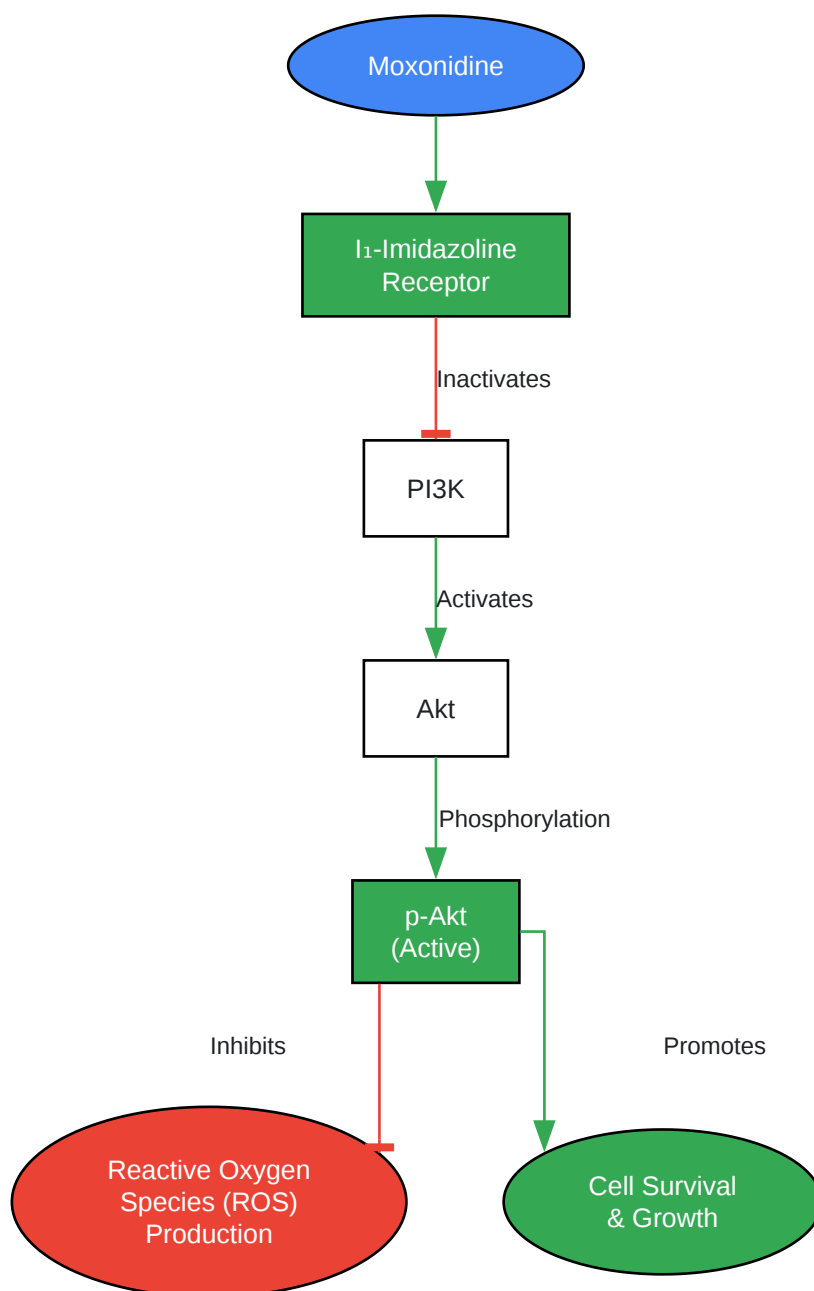 Moxonidine
I₁-Imidazoline
Receptor
Inactivates
PI3K
Activates
Akt
Phosphorylation
p-Akt
(Active)
Inhibits
Promotes
Reactive Oxygen
Species (ROS)
Production
Cell Survival
& Growth